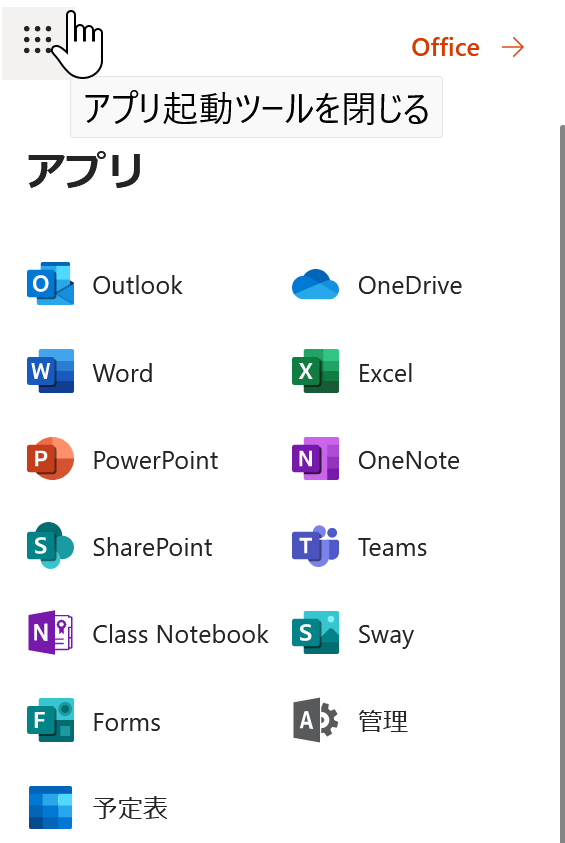 Office →
アプリ起動ツールを閉じる
アプリ
O Outlook OneDrive
W Word X Excel
P PowerPoint N OneNote
S SharePoint T Teams
N Class Notebook S Sway
F Forms A 管理
予定表